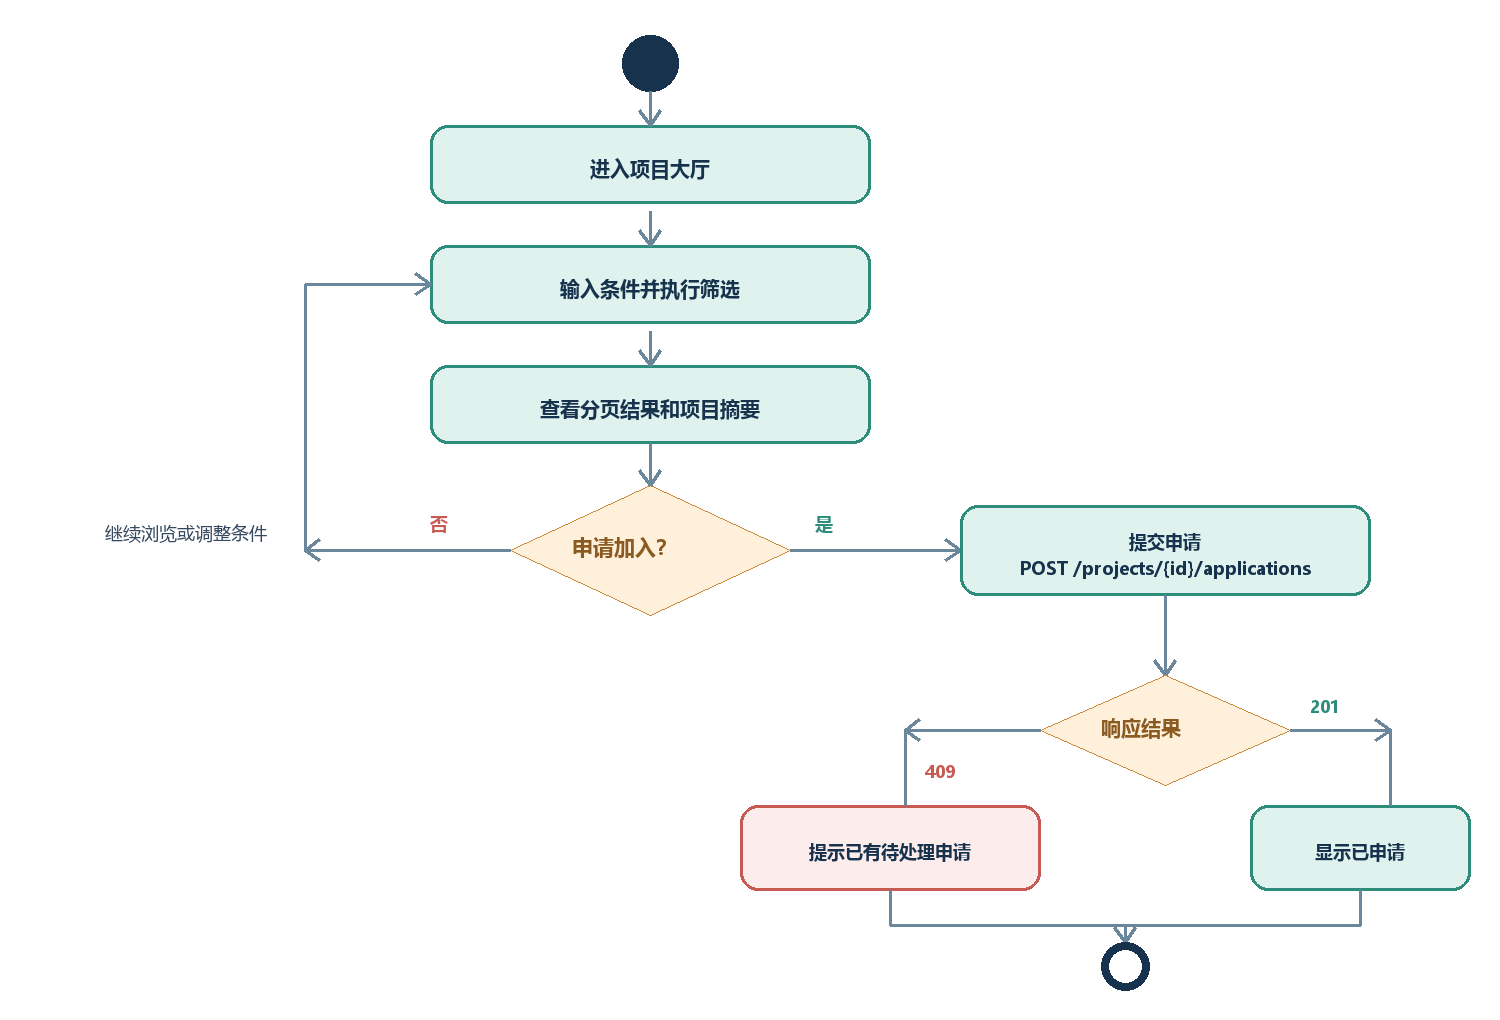 进入项目大厅
输入条件并执行筛选
查看分页结果和项目摘要
否
是
继续浏览或调整条件
申请加入?
提交申请
POST /projects/{id}/applications
201
响应结果
409
提示已有待处理申请
显示已申请